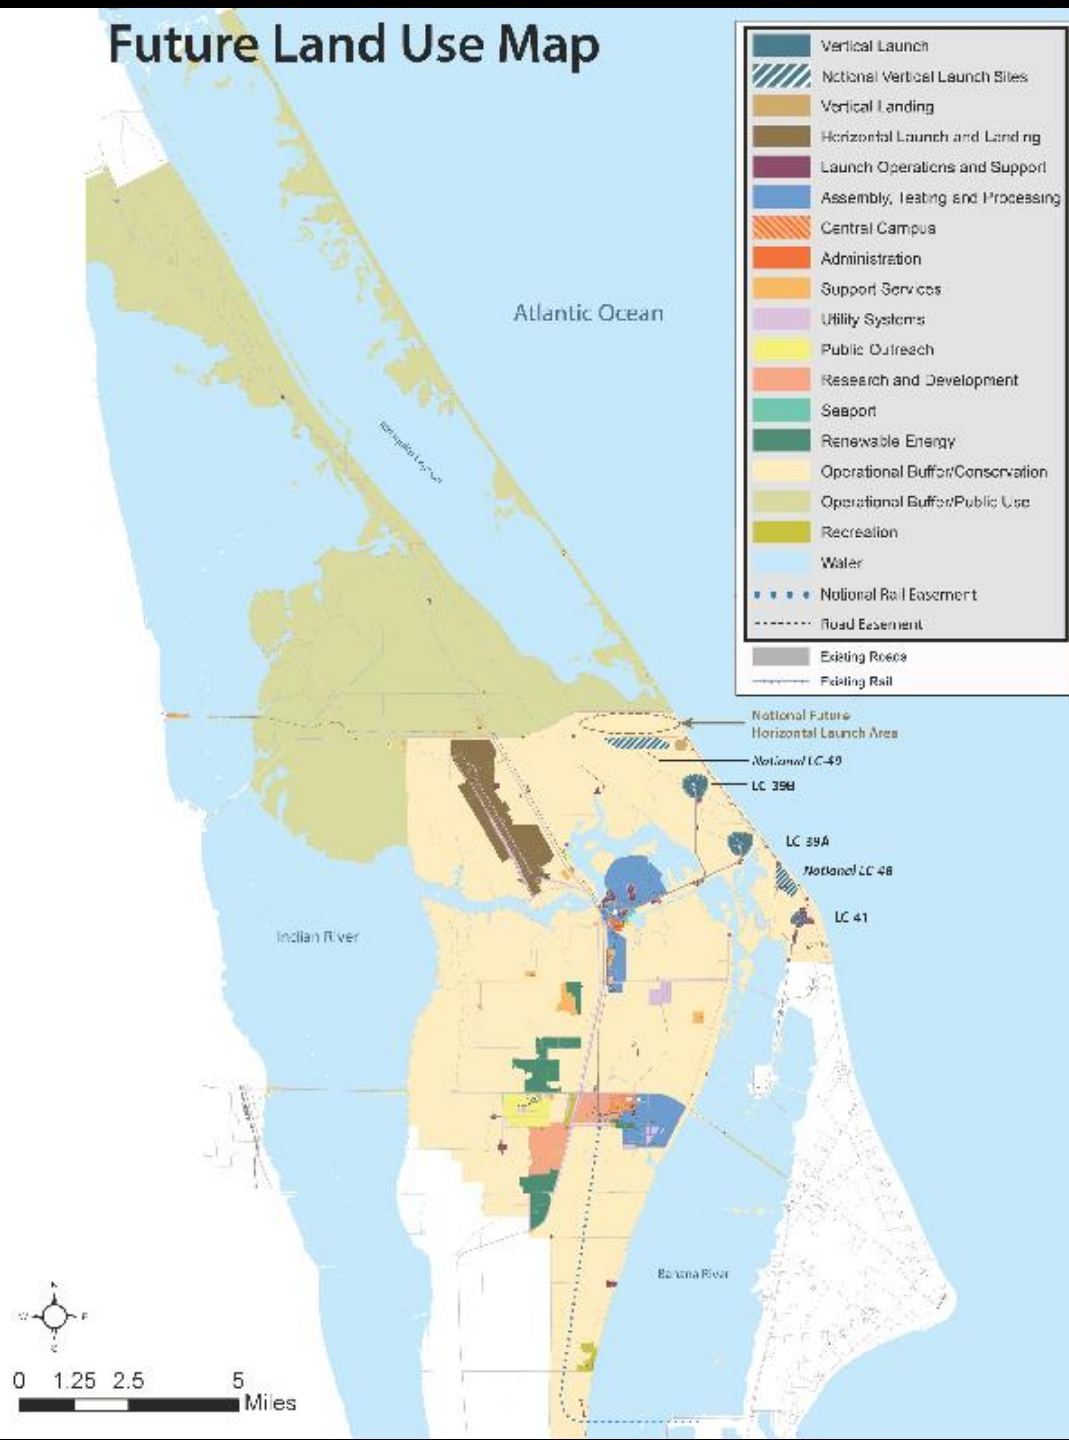 Future Land Use Map
Vertical Launch
Notional Vertical Launch Sites
Vertical Landing
Horizontal Launch and Landing
Launch Operations and Support
Assembly, Testing and Processing
Central Campus
Administration
Support Services
Utility Systems
Public Outreach
Research and Development
Seaport
Renewable Energy
Operational Buffer/Conservation
Operational Buffer/Public Use
Recreation
Water
Notional Rail Easement
Road Easement
Existing Roads
Existing Rail
Atlantic Ocean
Mosquito Lagoon
Notional Future
Horizontal Launch Area
Notional LC-49
LC 39B
LC 39A
Notional LC-48
LC 41
Indian River
Banana River
N
W E
S
0 1.25 2.5 5
Miles